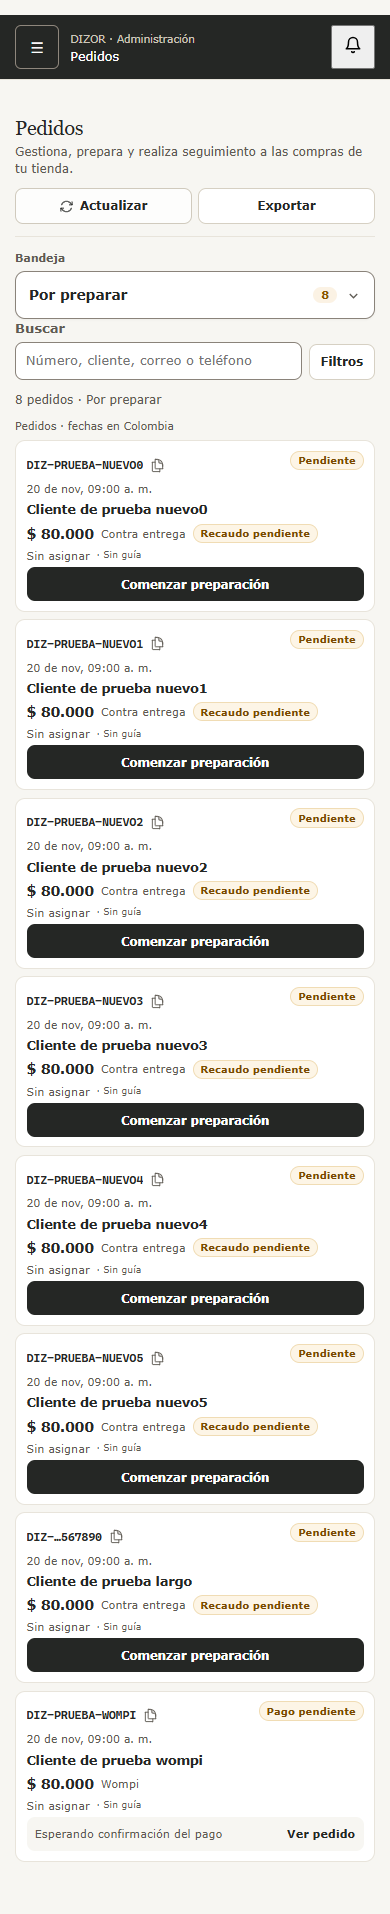 DIZOR · Administración
Pedidos
Pedidos
Gestiona, prepara y realiza seguimiento a las compras de
tu tienda.
Actualizar
Exportar
Bandeja
Por preparar
8
Buscar
Número, cliente, correo o teléfono
Filtros
8 pedidos · Por preparar
Pedidos · fechas en Colombia
DIZ-PRUEBA-NUEVO0
Pendiente
20 de nov, 09:00 a. m.
Cliente de prueba nuevo0
$ 80.000 Contra entrega Recaudo pendiente
Sin asignar · Sin guía
Comenzar preparación
DIZ-PRUEBA-NUEVO1
Pendiente
20 de nov, 09:00 a. m.
Cliente de prueba nuevo1
$ 80.000 Contra entrega Recaudo pendiente
Sin asignar · Sin guía
Comenzar preparación
DIZ-PRUEBA-NUEVO2
Pendiente
20 de nov, 09:00 a. m.
Cliente de prueba nuevo2
$ 80.000 Contra entrega Recaudo pendiente
Sin asignar · Sin guía
Comenzar preparación
DIZ-PRUEBA-NUEVO3
Pendiente
20 de nov, 09:00 a. m.
Cliente de prueba nuevo3
$ 80.000 Contra entrega Recaudo pendiente
Sin asignar · Sin guía
Comenzar preparación
DIZ-PRUEBA-NUEVO4
Pendiente
20 de nov, 09:00 a. m.
Cliente de prueba nuevo4
$ 80.000 Contra entrega Recaudo pendiente
Sin asignar · Sin guía
Comenzar preparación
DIZ-PRUEBA-NUEVO5
Pendiente
20 de nov, 09:00 a. m.
Cliente de prueba nuevo5
$ 80.000 Contra entrega Recaudo pendiente
Sin asignar · Sin guía
Comenzar preparación
DIZ-…567890
Pendiente
20 de nov, 09:00 a. m.
Cliente de prueba largo
$ 80.000 Contra entrega Recaudo pendiente
Sin asignar · Sin guía
Comenzar preparación
DIZ-PRUEBA-WOMPI
Pago pendiente
20 de nov, 09:00 a. m.
Cliente de prueba wompi
$ 80.000 Wompi
Sin asignar · Sin guía
Esperando confirmación del pago
Ver pedido